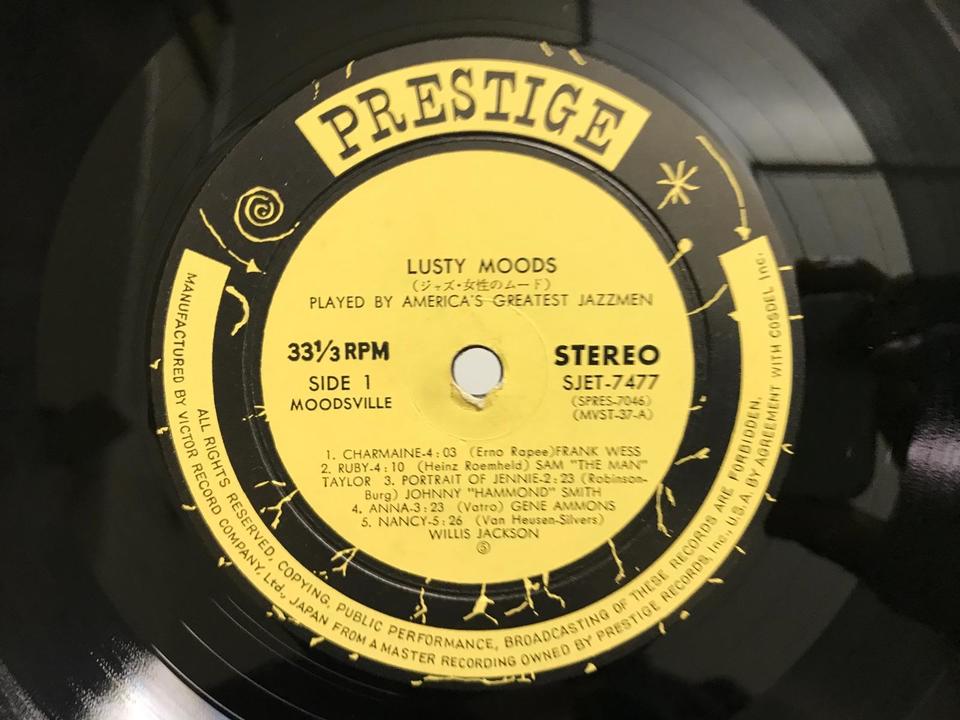 PRESTIGE
LUSTY MOODS
(ジャズ・女性のムード)
PLAYED BY AMERICA'S GREATEST JAZZMEN
33⅓ RPM
SIDE 1
MOODSVILLE
STEREO
SJET-7477
(SPRES-7046)
(MVST-37-A)
1. CHARMAINE-4:03 (Erno Rapee)FRANK WESS
2. RUBY-4:10 (Heinz Roemheld) SAM "THE MAN"
TAYLOR 3. PORTRAIT OF JENNIE-2:23 (Robinson-
Burg) JOHNNY "HAMMOND" SMITH
4. ANNA-3:23 (Vatro) GENE AMMONS
5. NANCY-5:26 (Van Heusen-Silvers)
WILLIS JACKSON
Ⓢ
ALL RIGHTS RESERVED, COPYING, PUBLIC PERFORMANCE, BROADCASTING OF THESE RECORDS ARE FORBIDDEN.
MANUFACTURED BY VICTOR RECORD COMPANY, Ltd., JAPAN FROM A MASTER RECORDING OWNED BY PRESTIGE RECORDS, Inc., U.S.A. BY AGREEMENT WITH COSDEL Inc.